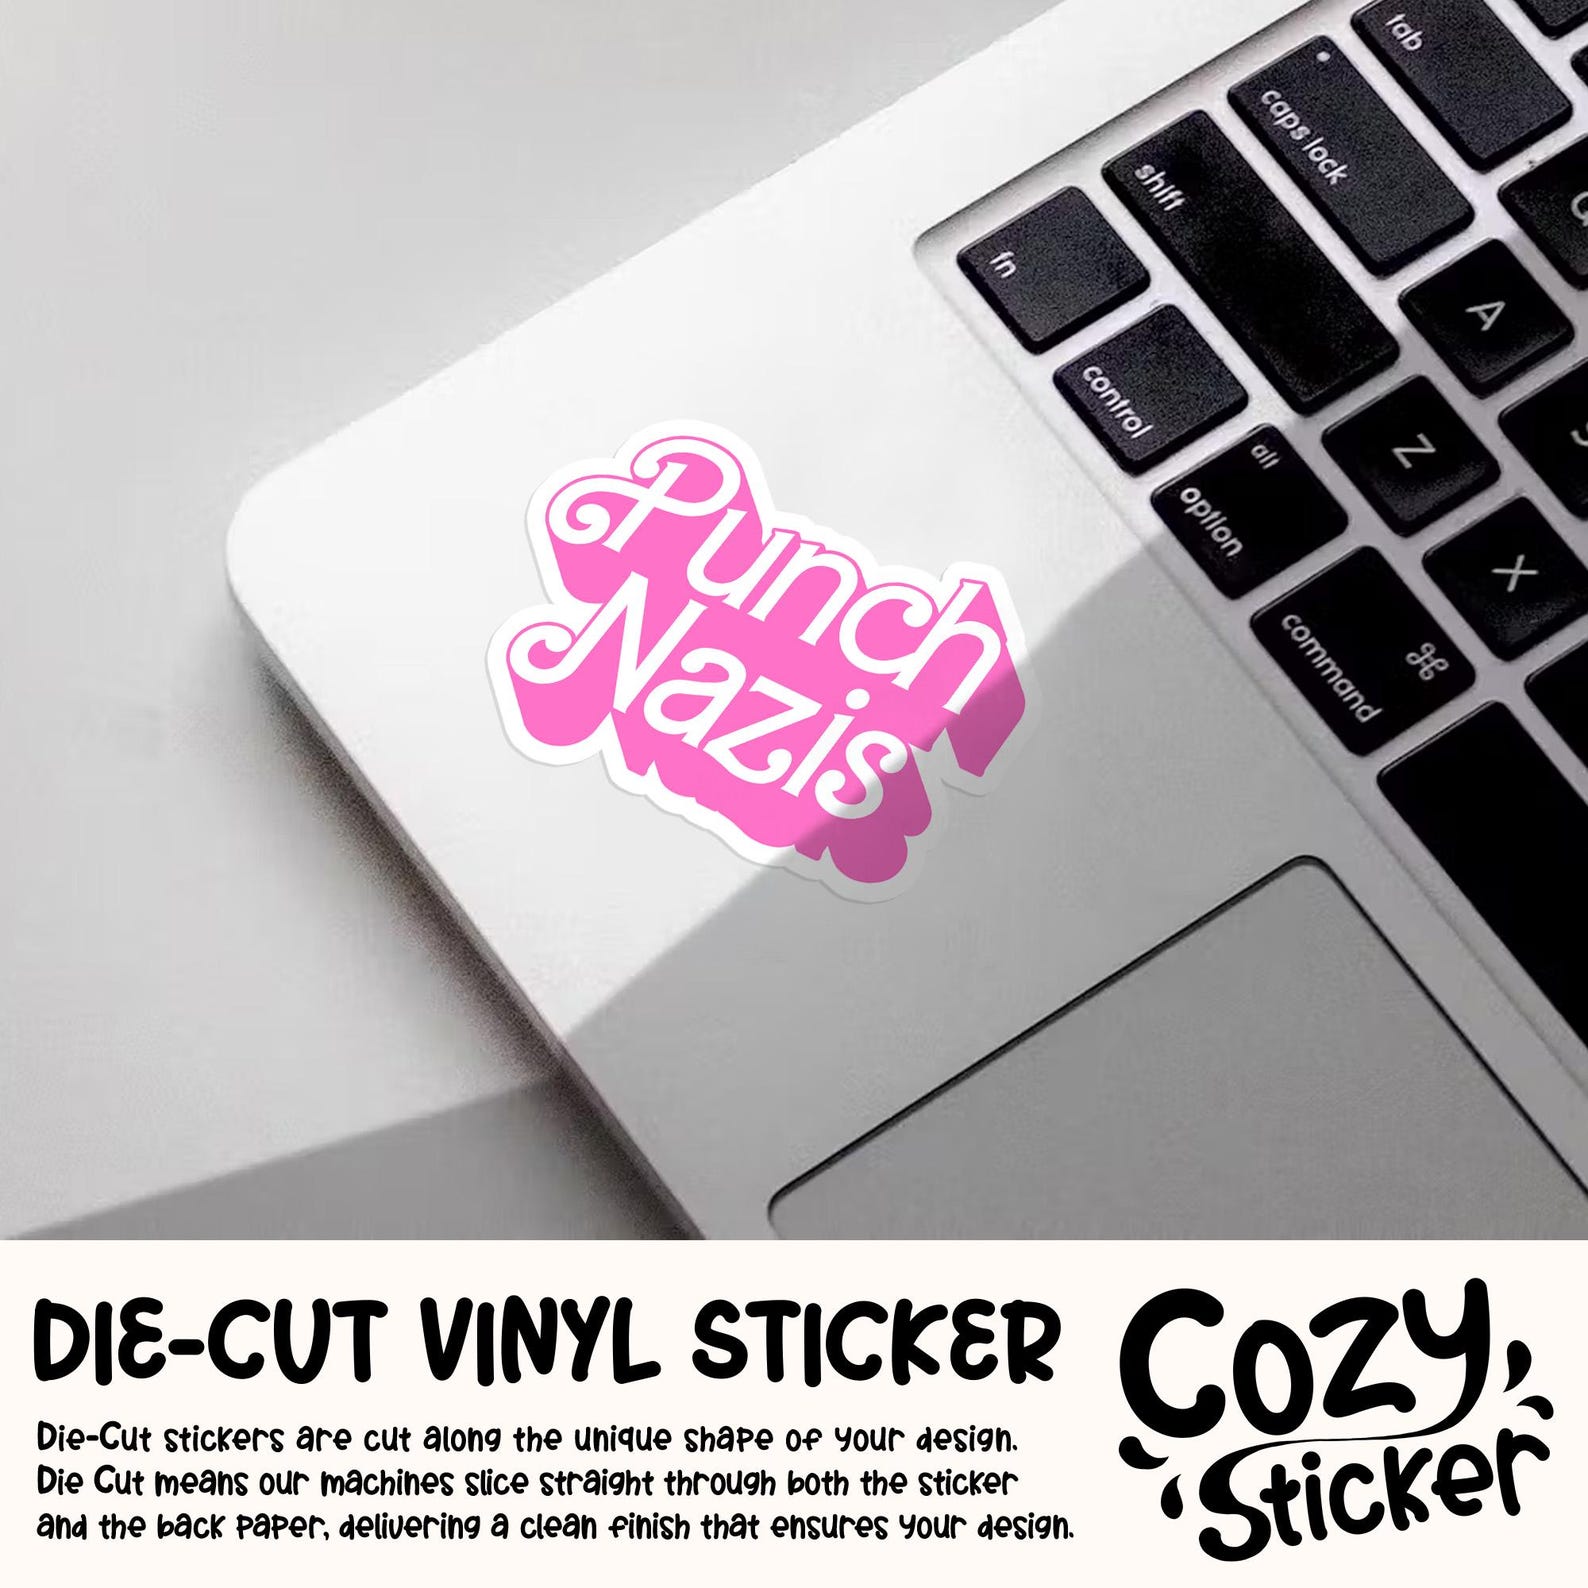 tab
caps lock
shift
fn
A
control
Z
alt
option
X
command
⌘
Punch
Nazis
DIE-CUT VINYL STICKER
Die-Cut stickers are cut along the unique shape of your design.
Die Cut means our machines slice straight through both the sticker
and the back paper, delivering a clean finish that ensures your design.
Cozy
Sticker